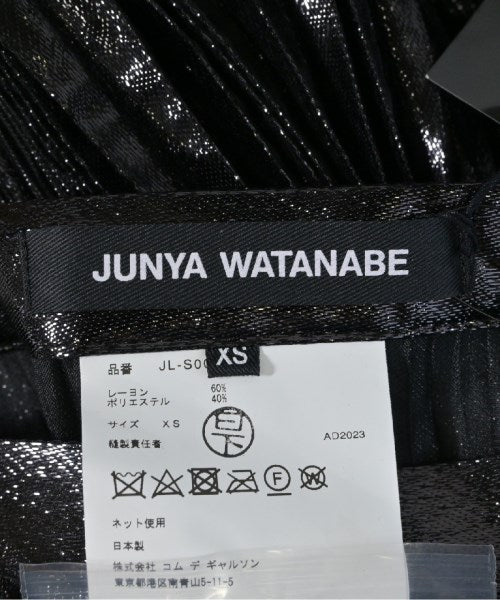 JUNYA WATANABE
XS
品番 JL-S00
レーヨン 60%
ポリエステル 40%
サイズ XS
縫製責任者 白下
AD2023
F W
ネット使用
日本製
株式会社 コム デ ギャルソン
東京都港区南青山5-11-5